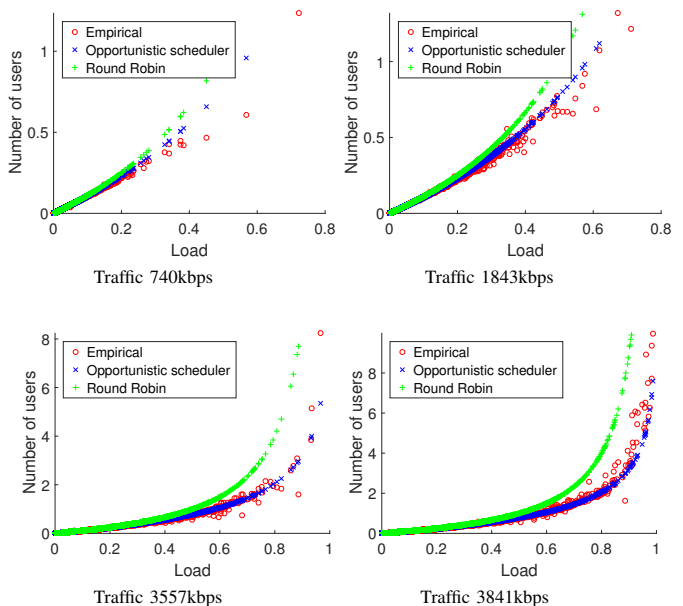 Number of users
1
0.5
0
Empirical
Opportunistic scheduler
Round Robin
0 0.2 0.4 0.6 0.8
Load
Traffic 740kbps
Number of users
1
0.5
0
Empirical
Opportunistic scheduler
Round Robin
0 0.2 0.4 0.6 0.8
Load
Traffic 1843kbps
Number of users
8
6
4
2
0
Empirical
Opportunistic scheduler
Round Robin
0 0.2 0.4 0.6 0.8 1
Load
Traffic 3557kbps
Number of users
8
6
4
2
0
Empirical
Opportunistic scheduler
Round Robin
0 0.2 0.4 0.6 0.8 1
Load
Traffic 3841kbps